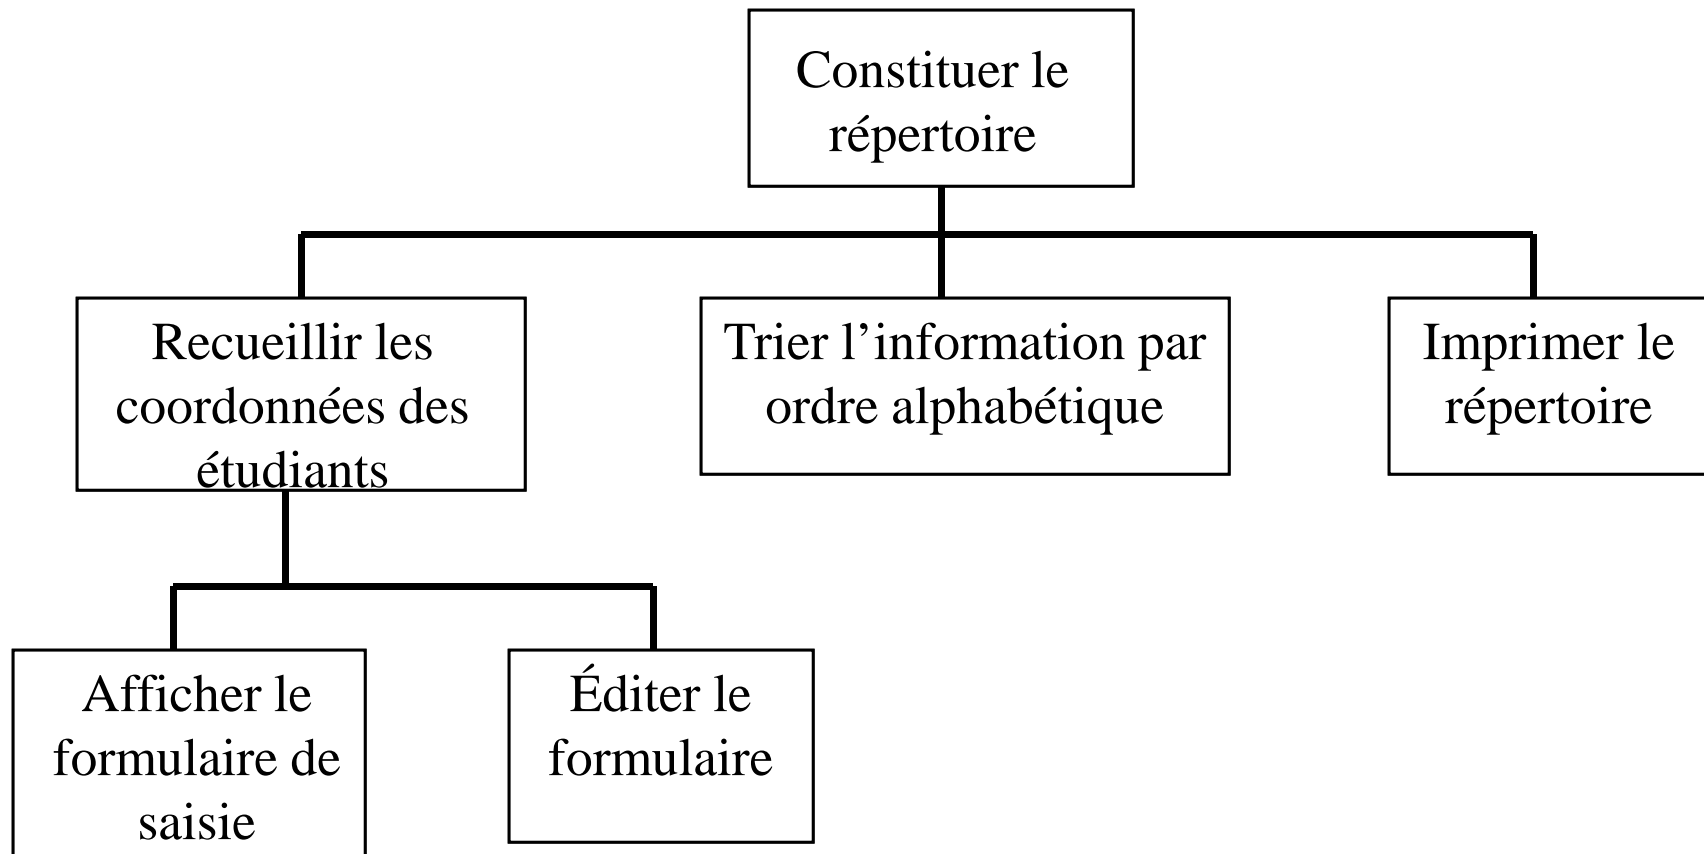 Constituer le
répertoire
Recueillir les
coordonnées des
étudiants
Trier l’information par
ordre alphabétique
Imprimer le
répertoire
Afficher le
formulaire de
saisie
Éditer le
formulaire